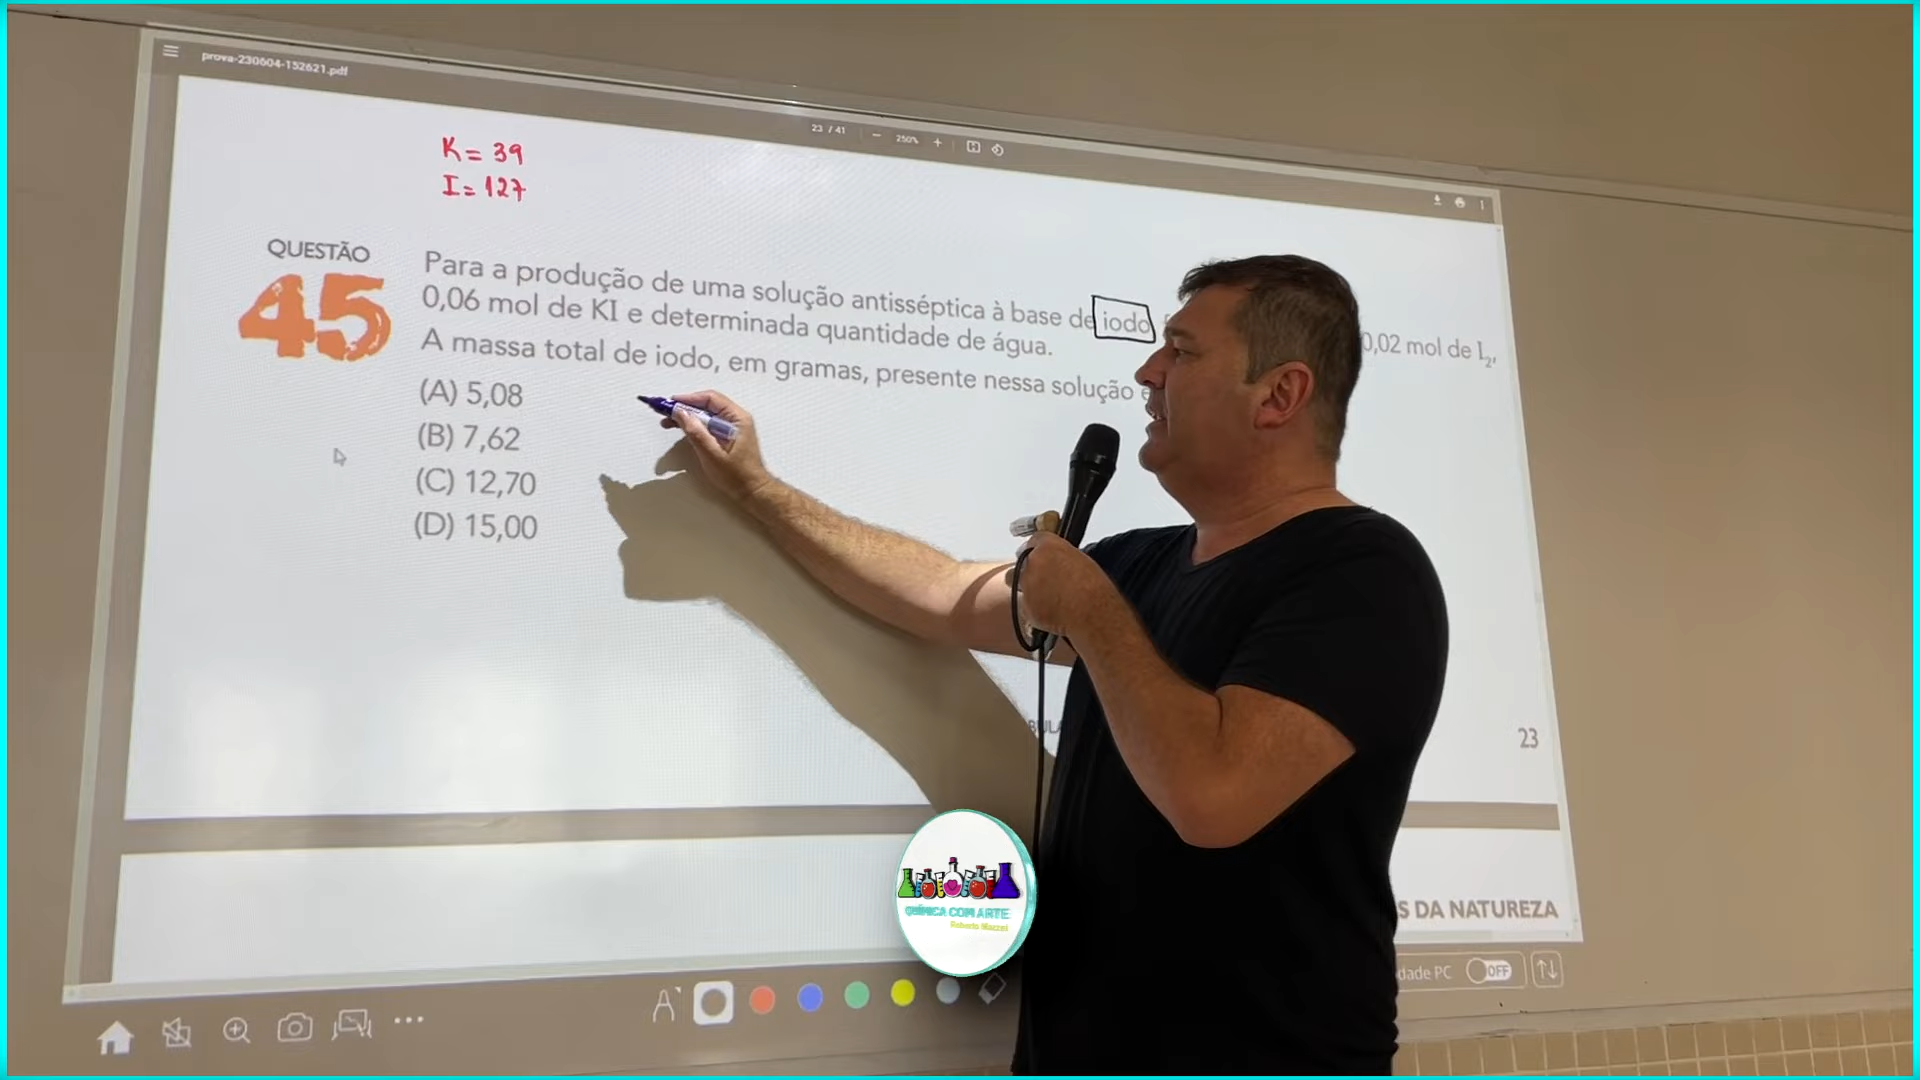 prova-230604-152621.pdf
23 / 41
250%
K = 39
I = 127
QUESTÃO
45
Para a produção de uma solução antisséptica à base de iodo, 0,02 mol de I₂,
0,06 mol de KI e determinada quantidade de água.
A massa total de iodo, em gramas, presente nessa solução é
(A) 5,08
(B) 7,62
(C) 12,70
(D) 15,00
23
S DA NATUREZA
dade PC
OFF
QUÍMICA COM ARTE
Roberto Mazzei